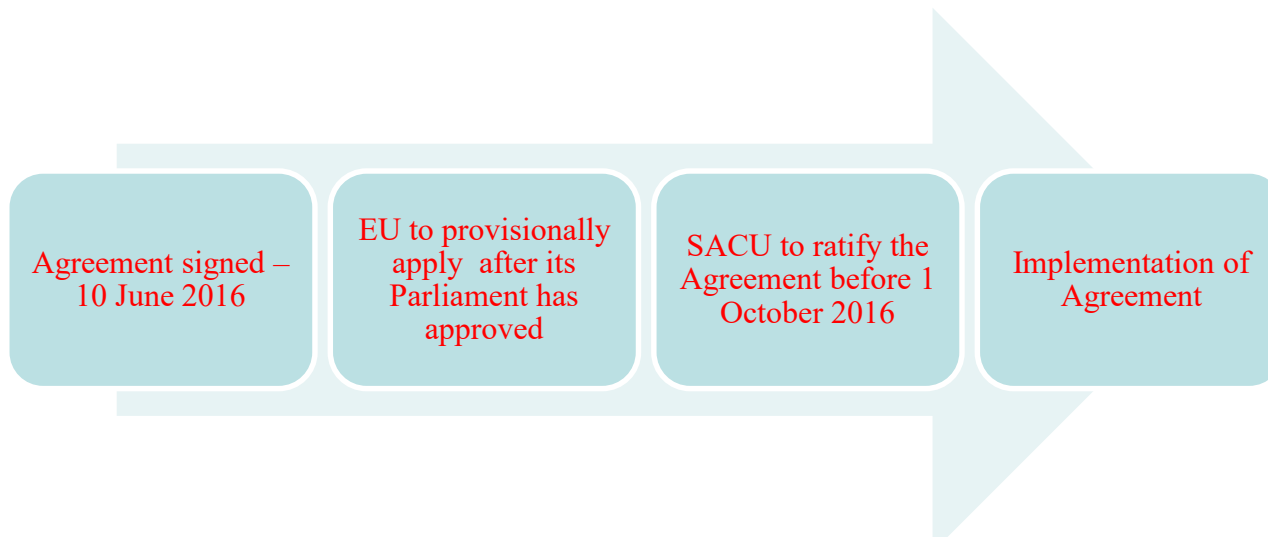 Agreement signed –
10 June 2016
EU to provisionally
apply  after its
Parliament has
approved
SACU to ratify the
Agreement before 1
October 2016
Implementation of
Agreement